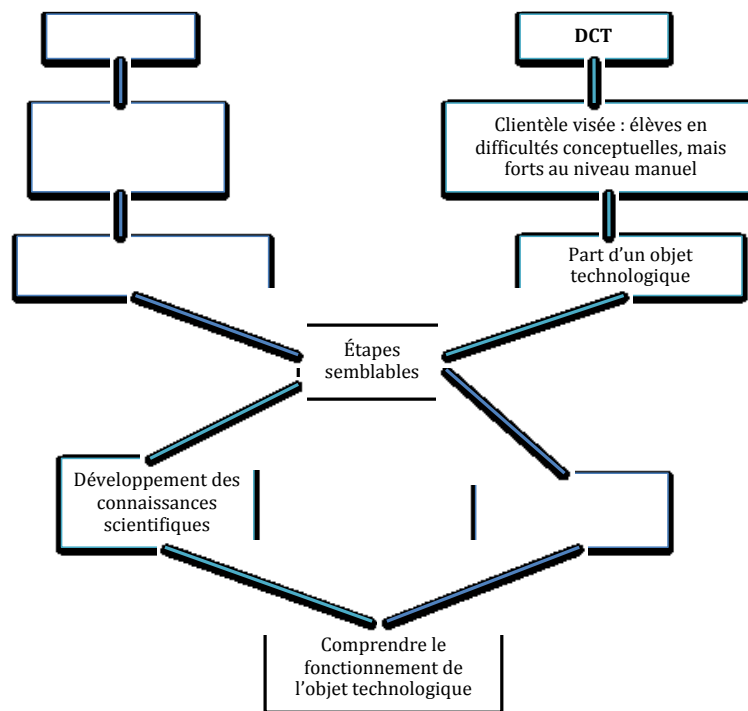 DCT
Clientèle visée : élèves en
difficultés conceptuelles, mais
forts au niveau manuel
Part d’un objet
technologique
Étapes
semblables
Développement des
connaissances
scientifiques
Comprendre le
fonctionnement de
l’objet technologique